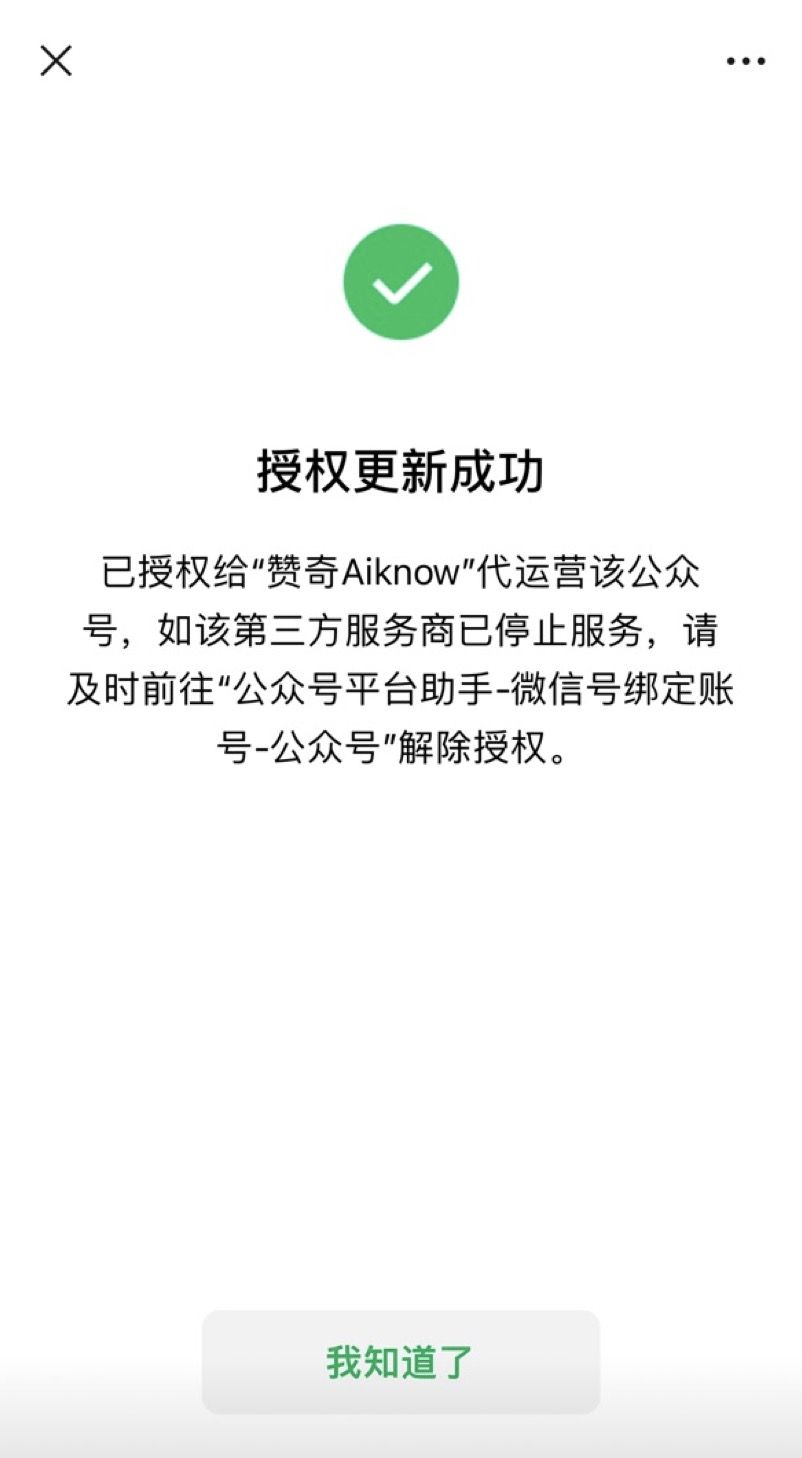 授权更新成功
已授权给“赞奇Aiknow”代运营该公众
号，如该第三方服务商已停止服务，请
及时前往“公众号平台助手-微信号绑定账
号-公众号”解除授权。
我知道了